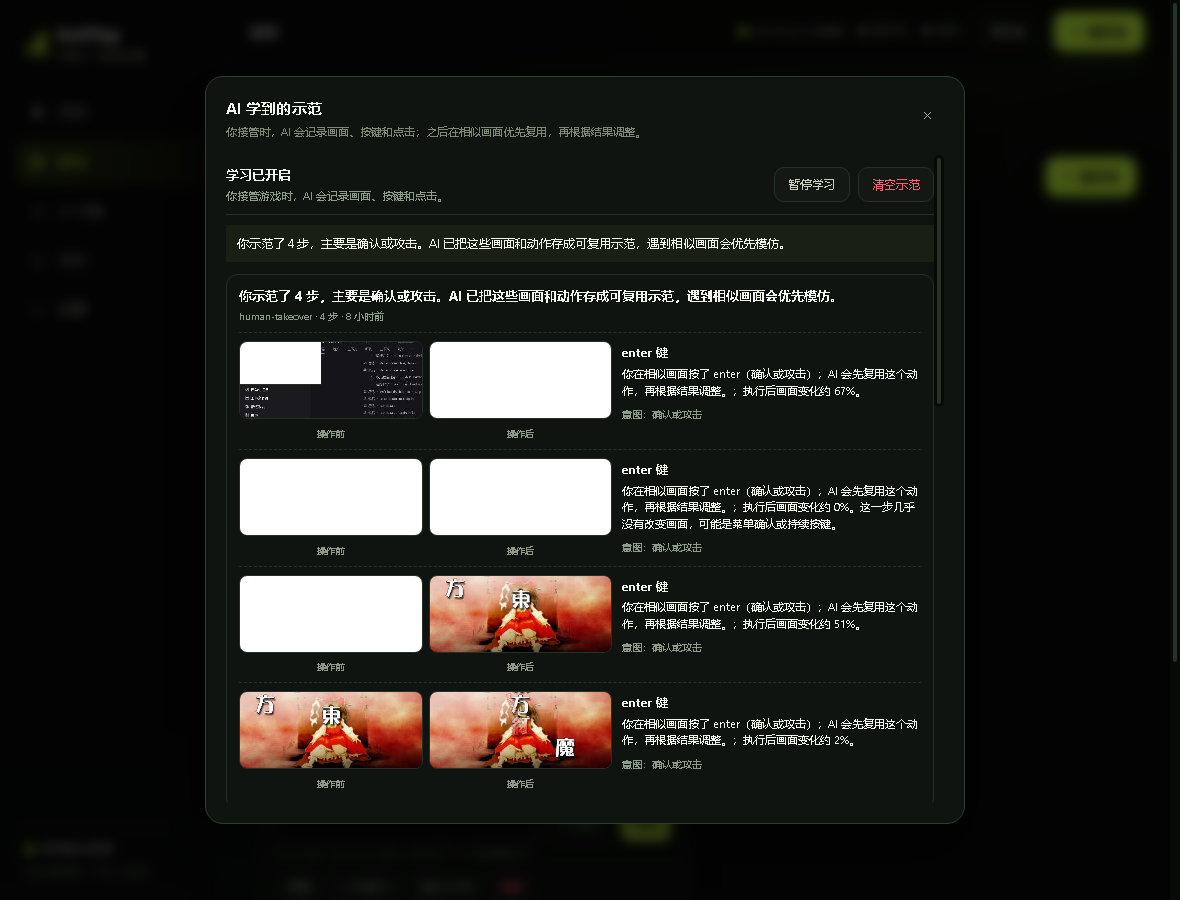 AI 学到的示范
你接管时，AI 会记录画面、按键和点击；之后在相似画面优先复用，再根据结果调整。
×
学习已开启
你接管游戏时，AI 会记录画面、按键和点击。
暂停学习
清空示范
你示范了 4 步，主要是确认或攻击。AI 已把这些画面和动作存成可复用示范，遇到相似画面会优先模仿。
你示范了 4 步，主要是确认或攻击。AI 已把这些画面和动作存成可复用示范，遇到相似画面会优先模仿。
human-takeover · 4 步 · 8 小时前
操作前
操作后
enter 键
你在相似画面按了 enter（确认或攻击）；AI 会先复用这个动
作，再根据结果调整。；执行后画面变化约 67%。
意图：确认或攻击
操作前
操作后
enter 键
你在相似画面按了 enter（确认或攻击）；AI 会先复用这个动
作，再根据结果调整。；执行后画面变化约 0%。这一步几乎
没有改变画面，可能是菜单确认或持续按键。
意图：确认或攻击
方
東
操作前
操作后
enter 键
你在相似画面按了 enter（确认或攻击）；AI 会先复用这个动
作，再根据结果调整。；执行后画面变化约 51%。
意图：确认或攻击
方
東
方
魔
操作前
操作后
enter 键
你在相似画面按了 enter（确认或攻击）；AI 会先复用这个动
作，再根据结果调整。；执行后画面变化约 2%。
意图：确认或攻击